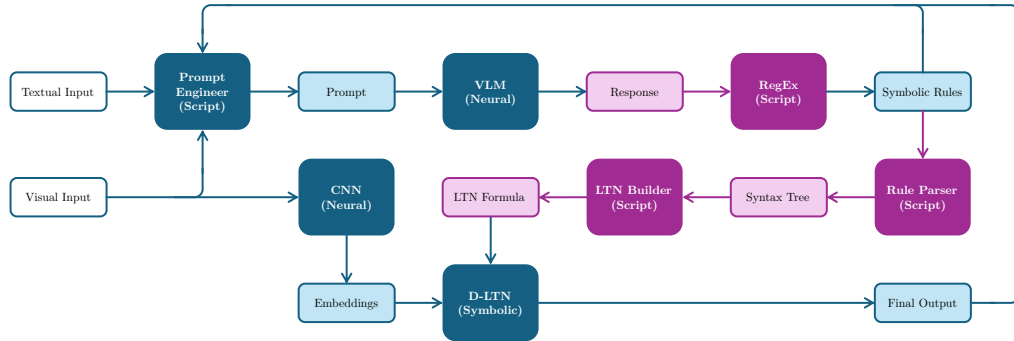 Textual Input
Prompt
Engineer
(Script)
Prompt
VLM
(Neural)
Response
RegEx
(Script)
Symbolic Rules
Visual Input
CNN
(Neural)
LTN Formula
LTN Builder
(Script)
Syntax Tree
Rule Parser
(Script)
Embeddings
D-LTN
(Symbolic)
Final Output